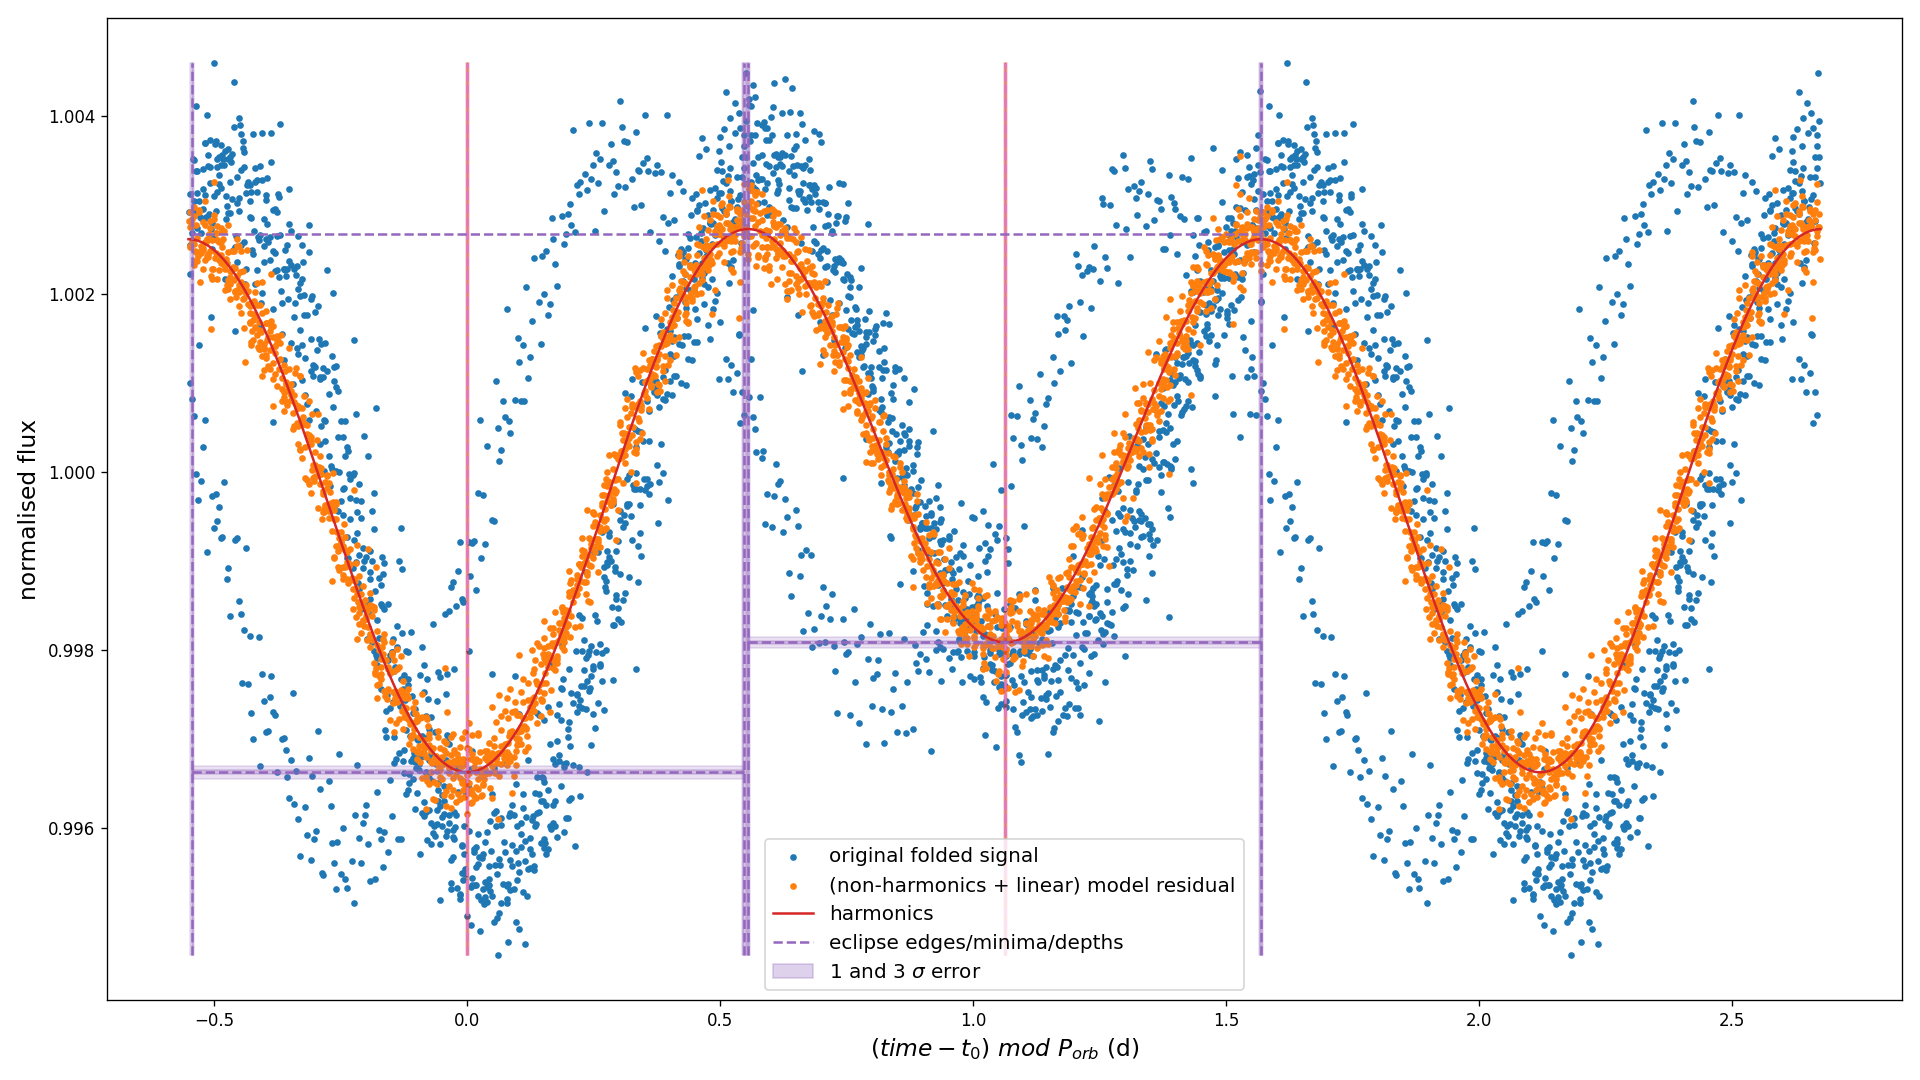 normalised flux
1.004
1.002
1.000
0.998
0.996
−0.5
0.0
0.5
1.0
1.5
2.0
2.5
(time − t₀) mod Pₒᵣb (d)
original folded signal
(non-harmonics + linear) model residual
harmonics
eclipse edges/minima/depths
1 and 3 σ error